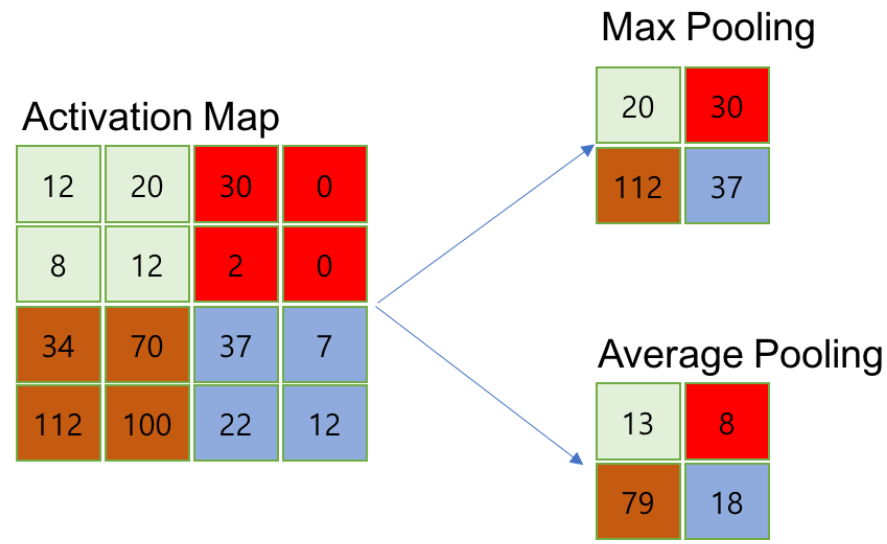 Max Pooling
20 30
112 37
Activation Map
12 20 30 0
8 12 2 0
34 70 37 7
112 100 22 12
Average Pooling
13 8
79 18